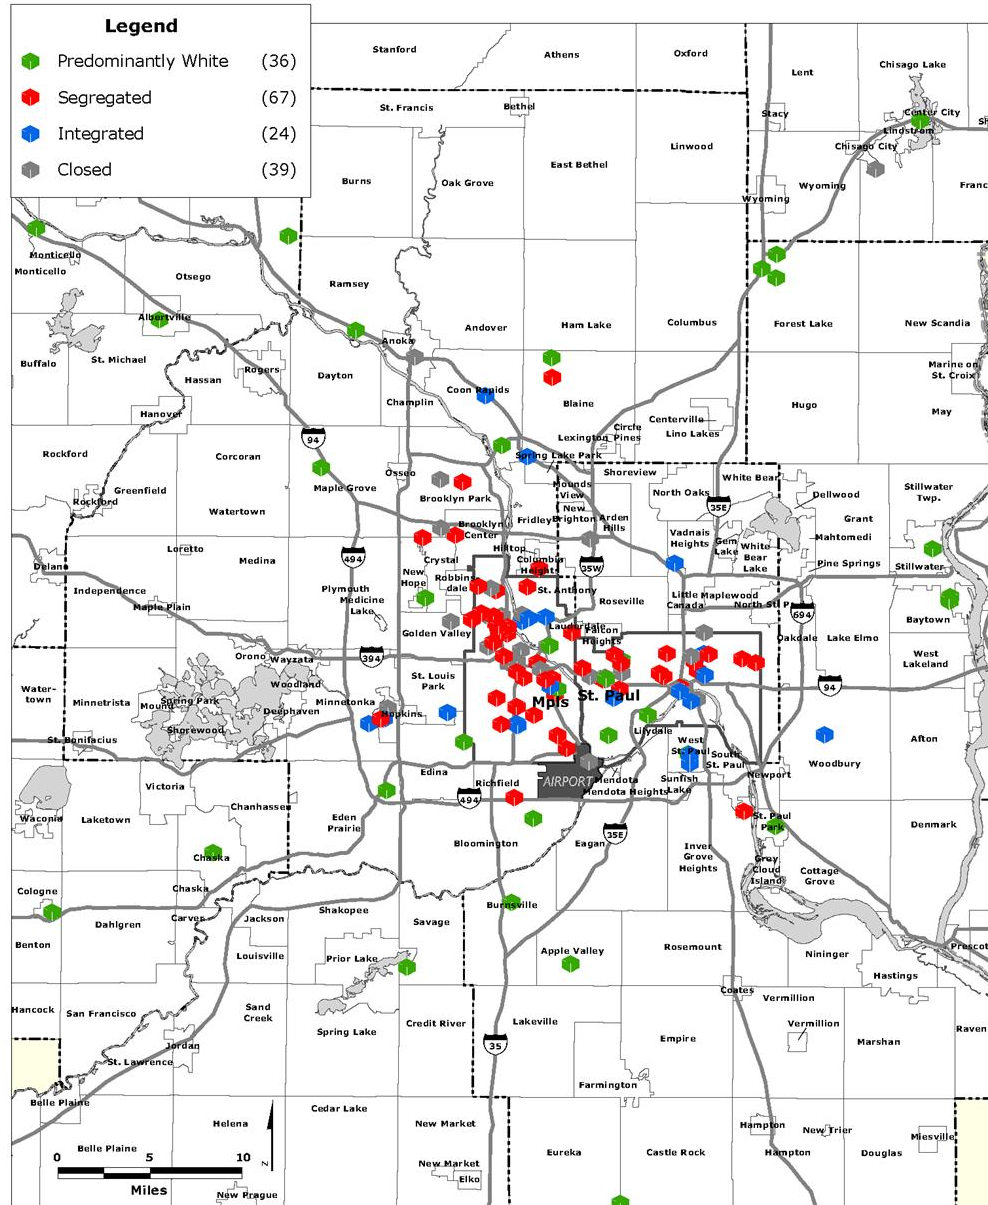 Legend
Predominantly White (36)
Segregated (67)
Integrated (24)
Closed (39)
Stanford
Athens
Oxford
Lent
Chisago Lake
St. Francis
Bethel
Stacy
Center City
Lindstrom
Linwood
Chisago City
East Bethel
Burns
Oak Grove
Wyoming
Franc
Wyoming
Monticello
Monticello
Otsego
Ramsey
Albertville
Andover
Ham Lake
Columbus
Forest Lake
New Scandia
Anoka
Buffalo
St. Michael
Rogers
Dayton
Hassan
Marine on
St. Croix
Coon Rapids
Champlin
Blaine
Hugo
May
Hanover
Centerville
Circle
Lexington Pines
Lino Lakes
94
Rockford
Corcoran
Spring Lake Park
Osseo
Shoreview
White Bear
Mounds
View
North Oaks
Dellwood
Stillwater
Twp.
Maple Grove
Greenfield
Rockford
Brooklyn Park
New
Brighton
35E
Watertown
Fridley
Arden
Hills
Grant
Brooklyn
Center
Vadnais
Heights
Mahtomedi
Gem
Lake
White
Bear
Lake
Loretto
Medina
Hilltop
Crystal
Columbia
Heights
Pine Springs
Stillwater
Delano
494
35W
Independence
New
Hope
Robbins-
dale
Plymouth
Medicine
Lake
St. Anthony
Roseville
Little
Canada
Maplewood
North St. P
694
Maple Plain
Baytown
Golden Valley
Lauderdale
Falcon
Heights
Oakdale
Lake Elmo
Orono
Wayzata
394
West
Lakeland
Water-
town
Minnetrista
Mound
Spring Park
Woodland
Minnetonka
St. Louis
Park
94
Deephaven
Hopkins
Mpls
St. Paul
Shorewood
St. Bonifacius
Lilydale
West
St. Paul
South
St. Paul
Woodbury
Afton
Edina
Richfield
AIRPORT
Mendota
Mendota Heights
Sunfish
Lake
Newport
Victoria
Chanhassen
494
Waconia
Laketown
Eden
Prairie
St. Paul
Park
Denmark
35E
Bloomington
Eagan
Inver
Grove
Heights
Chaska
Grey
Cloud
Island
Cottage
Grove
Cologne
Chaska
Burnsville
Carver
Jackson
Shakopee
Dahlgren
Savage
Benton
Louisville
Prior Lake
Apple Valley
Rosemount
Nininger
Prescot
Hastings
Coates
Vermillion
Hancock
San Francisco
Sand
Creek
Spring Lake
Credit River
Lakeville
Vermillion
Raven
Empire
Marshan
Jordan
St. Lawrence
35
Farmington
Belle Plaine
Cedar Lake
Helena
New Market
Hampton
New Trier
Miesville
Belle Plaine
Eureka
Castle Rock
Hampton
Douglas
0 5 10
Miles
N
New Market
Elko
New Prague